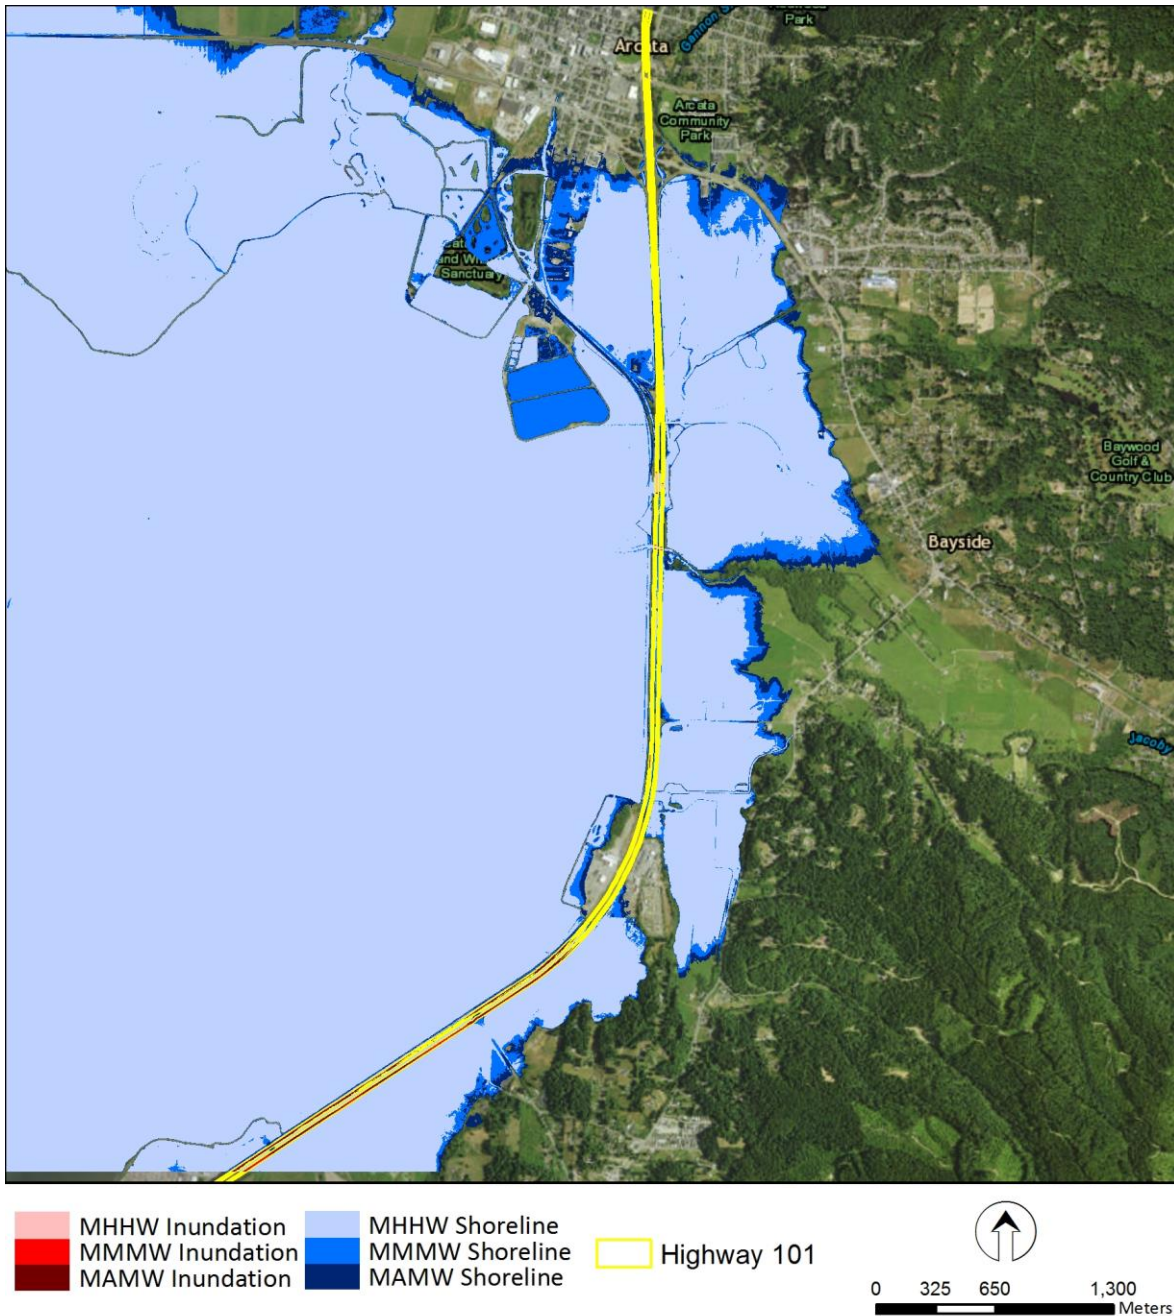 Park
Gannon S
Arcata
Arcata
Community
Park
Sanctuary
Baywood
Golf &
Country Club
Bayside
Jacoby
MHHW Inundation
MMMW Inundation
MAMW Inundation
MHHW Shoreline
MMMW Shoreline
MAMW Shoreline
Highway 101
0 325 650 1,300
Meters